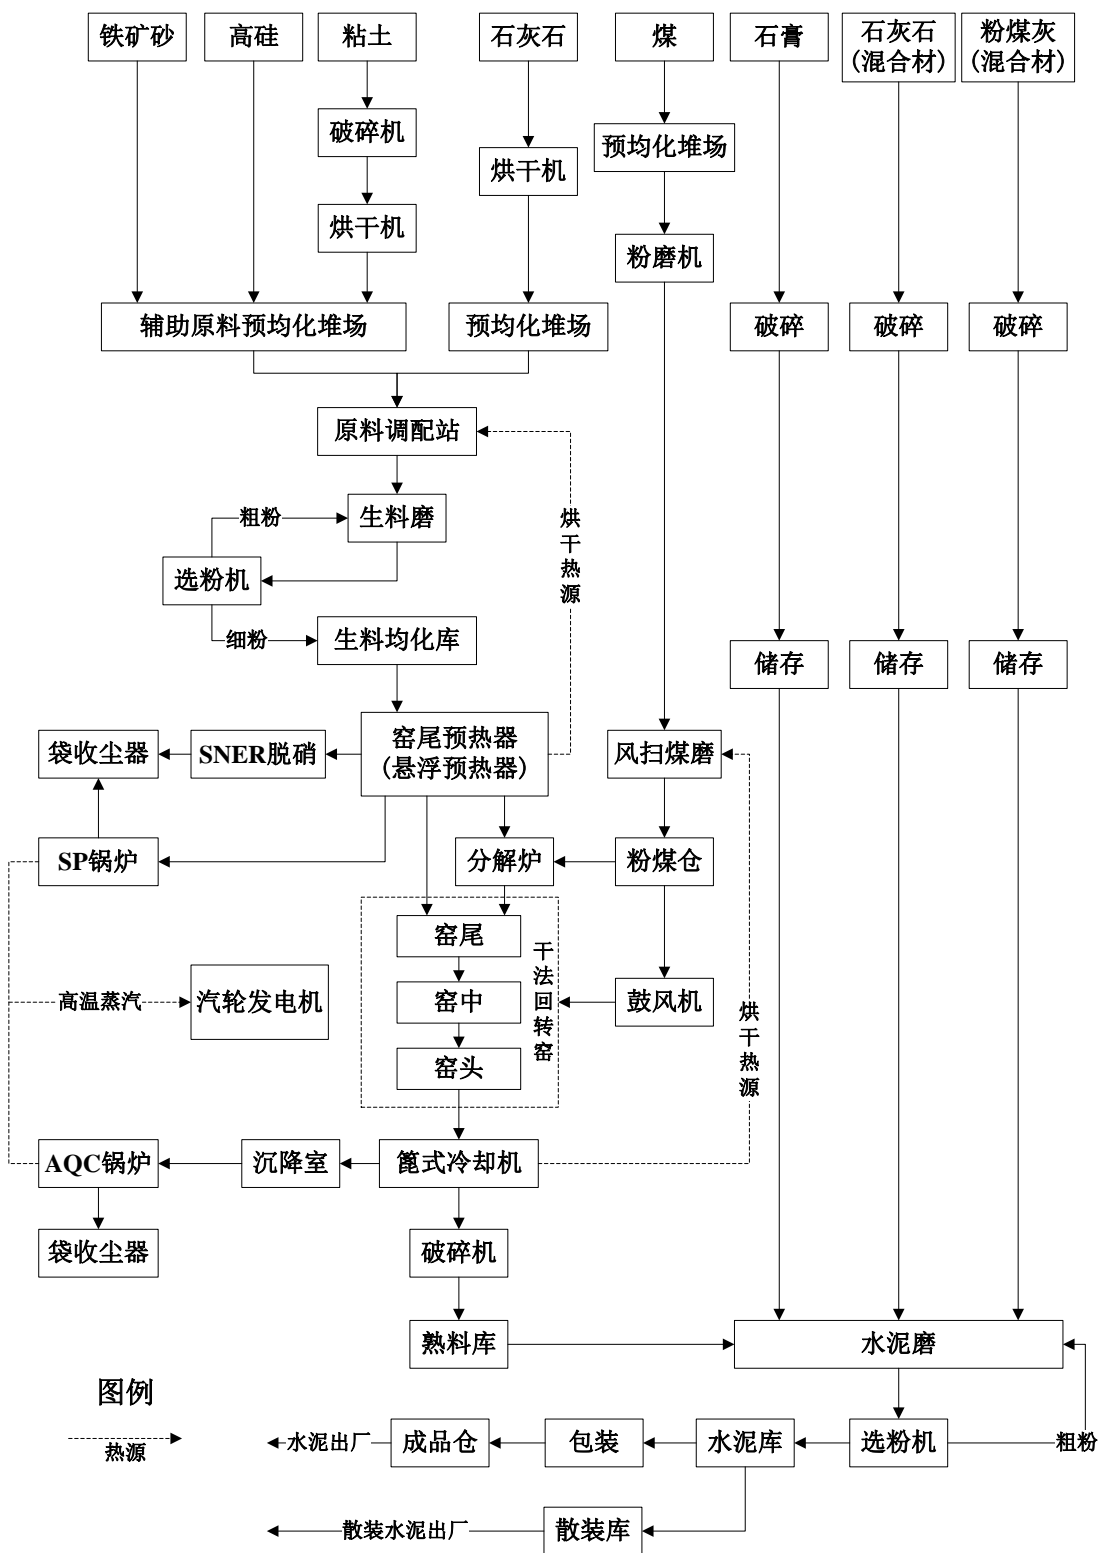 铁矿砂
高硅
粘土
石灰石
煤
石膏
石灰石
(混合材)
粉煤灰
(混合材)
破碎机
预均化堆场
烘干机
烘干机
粉磨机
辅助原料预均化堆场
预均化堆场
破碎
破碎
破碎
原料调配站
生料磨
粗粉
烘干热源
选粉机
细粉
生料均化库
储存
储存
储存
袋收尘器
SNER脱硝
窑尾预热器
(悬浮预热器)
风扫煤磨
SP锅炉
分解炉
粉煤仓
窑尾
干法回转窑
高温蒸汽
汽轮发电机
窑中
鼓风机
烘干热源
窑头
AQC锅炉
沉降室
篦式冷却机
袋收尘器
破碎机
熟料库
水泥磨
图例
热源
水泥出厂
成品仓
包装
水泥库
选粉机
粗粉
散装水泥出厂
散装库